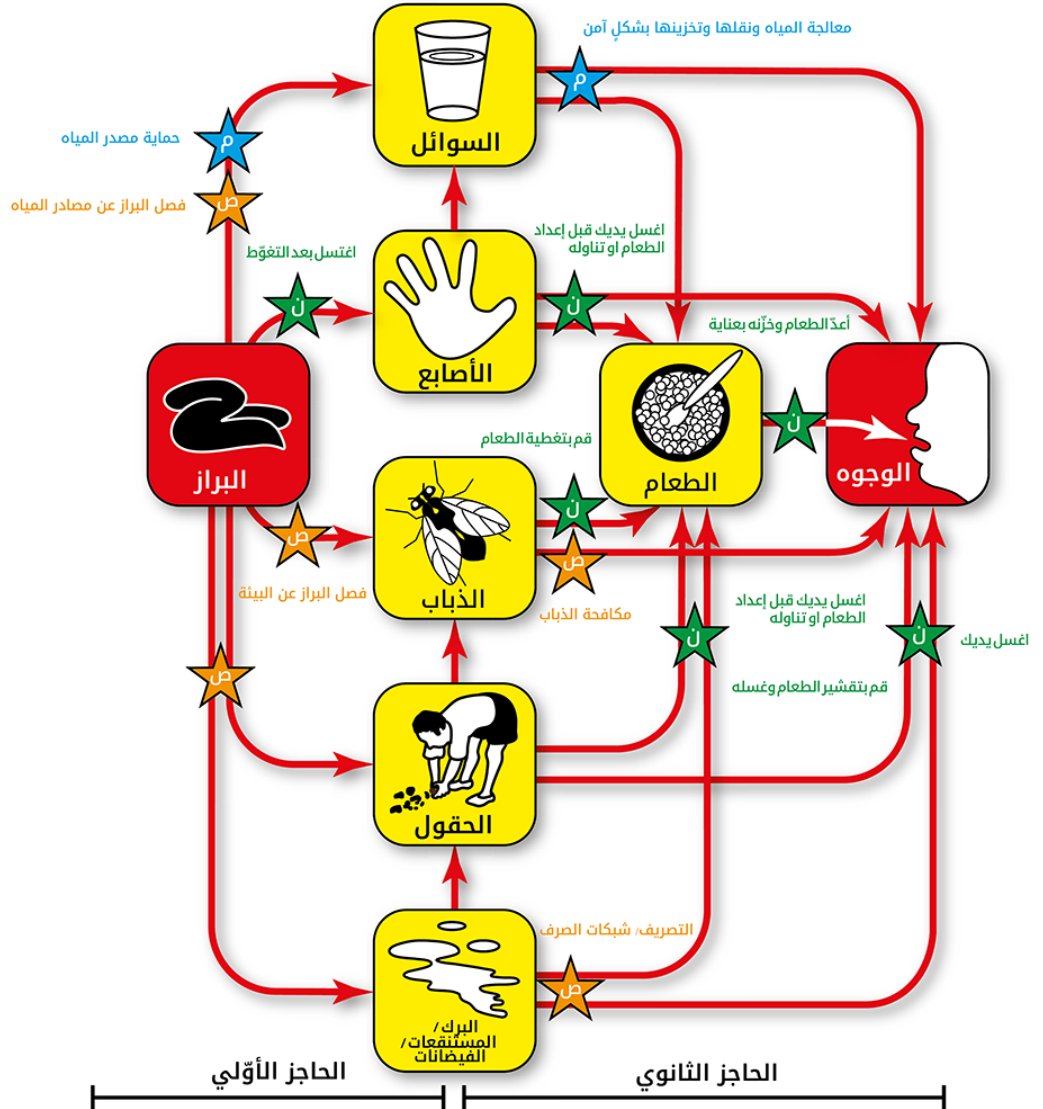 معالجة المياه ونقلها وتخزينها بشكلٍ آمن
م
السوائل
م
حماية مصدر المياه
ص
فصل البراز عن مصادر المياه
اغسل يديك قبل إعداد
الطعام او تناوله
اغتسل بعد التغوّط
ن
ن
أعدّ الطعام وخزّنه بعناية
الأصابع
ن
الوجوه
الطعام
البراز
قم بتغطية الطعام
ن
ص
ص
فصل البراز عن البيئة
الذباب
مكافحة الذباب
اغسل يديك قبل إعداد
الطعام او تناوله
ن
ن
اغسل يديك
قم بتقشير الطعام وغسله
ص
الحقول
التصريف/ شبكات الصرف
ص
البرك/
المستنقعات/
الفيضانات
الحاجز الثانوي
الحاجز الأوّلي